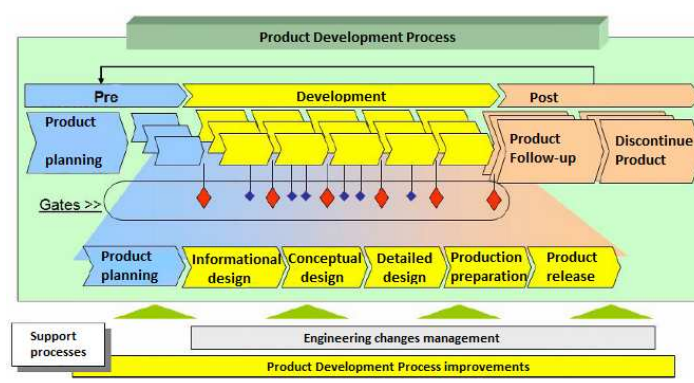 Product Development Process
Pre
Development
Post
Product
planning
Product
Follow-up
Discontinue
Product
Gates >>
Product
planning
Informational
design
Conceptual
design
Detailed
design
Production
preparation
Product
release
Support
processes
Engineering changes management
Product Development Process improvements